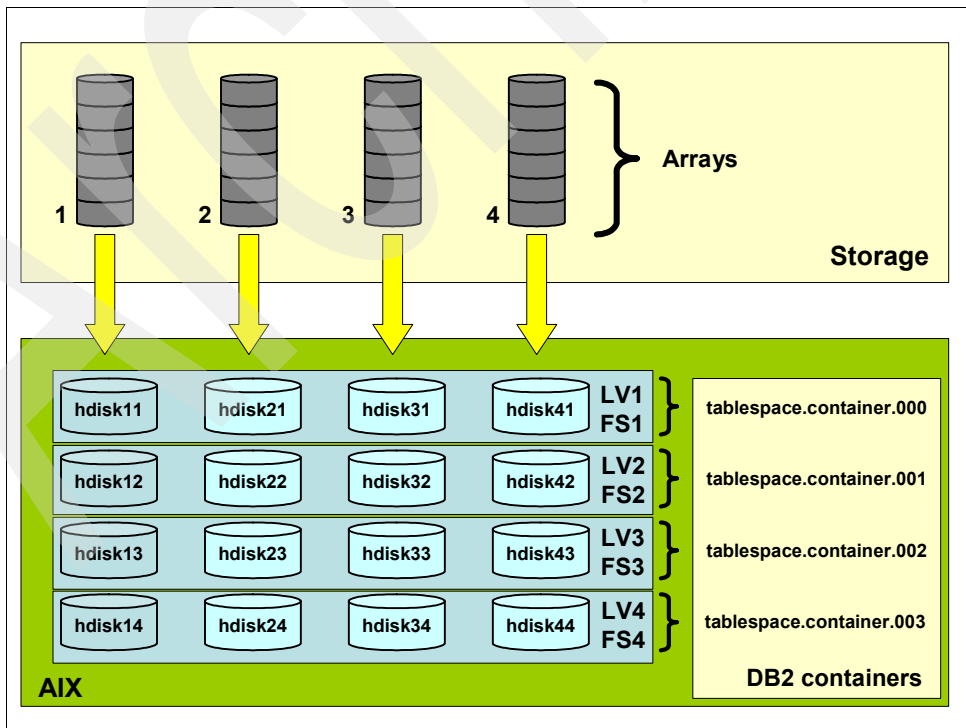 1
2
3
4
Arrays
Storage
hdisk11
hdisk21
hdisk31
hdisk41
LV1
FS1
tablespace.container.000
hdisk12
hdisk22
hdisk32
hdisk42
LV2
FS2
tablespace.container.001
hdisk13
hdisk23
hdisk33
hdisk43
LV3
FS3
tablespace.container.002
hdisk14
hdisk24
hdisk34
hdisk44
LV4
FS4
tablespace.container.003
AIX
DB2 containers